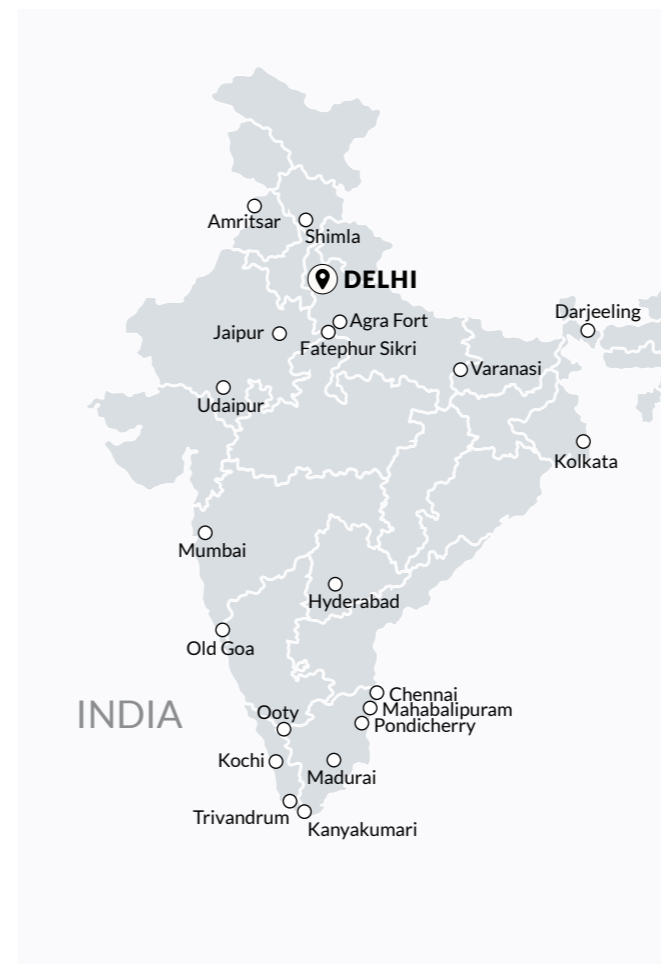 Amritsar
Shimla
DELHI
Darjeeling
Agra Fort
Jaipur
Fatephur Sikri
Varanasi
Udaipur
Kolkata
Mumbai
Hyderabad
Old Goa
Chennai
Mahabalipuram
INDIA
Ooty
Pondicherry
Kochi
Madurai
Trivandrum
Kanyakumari